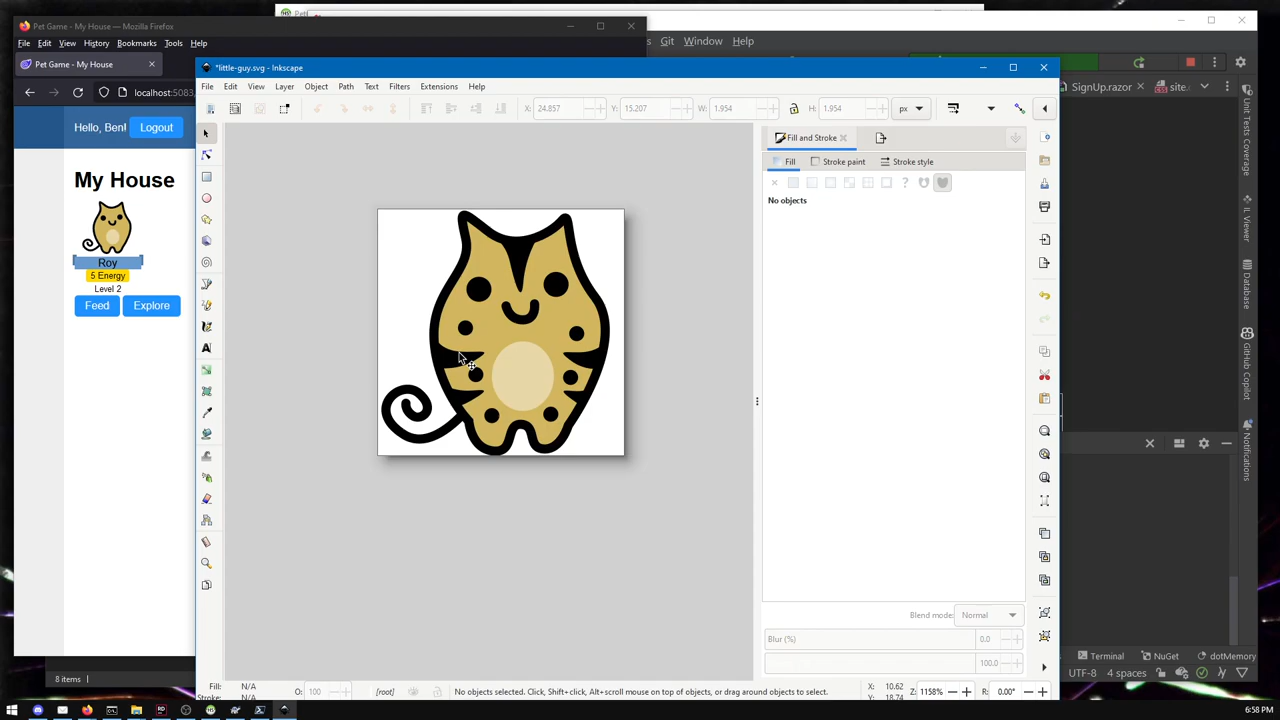 Pet Game - My House — Mozilla Firefox
File Edit View History Bookmarks Tools Help
Git Window Help
Pet Game - My House
*little-guy.svg - Inkscape
File Edit View Layer Object Path Text Filters Extensions Help
localhost:5083,
SignUp.razor
site.
X: 24.857 Y: 15.207 W: 1.954 H: 1.954 px
Hello, Ben
Logout
Fill and Stroke
Fill Stroke paint Stroke style
No objects
My House
Roy
5 Energy
Level 2
Feed Explore
Unit Tests Coverage
IL Viewer
Database
GitHub Copilot
Notifications
Blend mode: Normal
Blur (%) 0.0
100.0
Terminal NuGet dotMemory
UTF-8 4 spaces
8 items
Fill: N/A
Stroke: N/A
O: 100
[root]
No objects selected. Click, Shift+click, Alt+scroll mouse on top of objects, or drag around objects to select.
X: 10.62
Y: 18.74
Z: 1158% R: 0.00°
6:58 PM